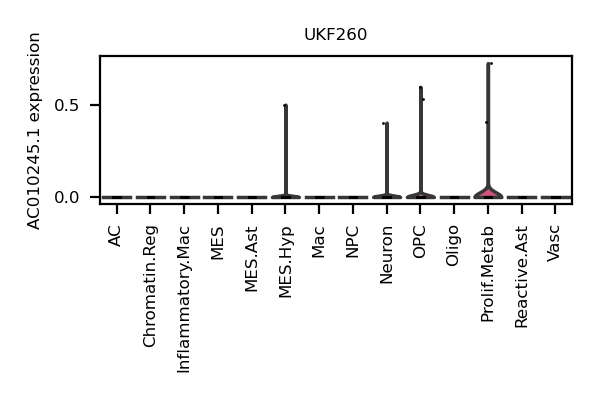 UKF260
AC010245.1 expression
0.5
0.0
AC
Chromatin.Reg
Inflammatory.Mac
MES
MES.Ast
MES.Hyp
Mac
NPC
Neuron
OPC
Oligo
Prolif.Metab
Reactive.Ast
Vasc